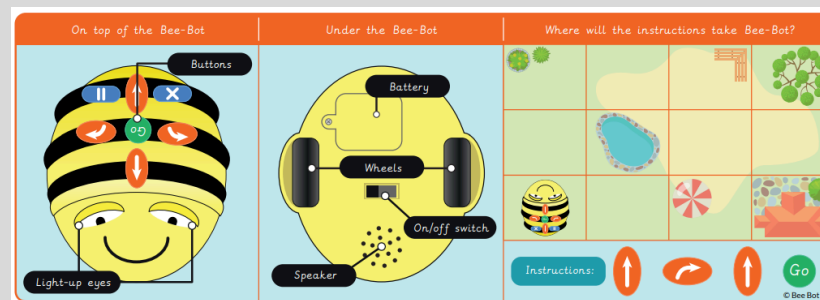 On top of the Bee-Bot
Under the Bee-Bot
Where will the instructions take Bee-Bot?
Buttons
GO
Light-up eyes
Battery
Wheels
On/off switch
Speaker
Instructions:
Go
© Bee Bot